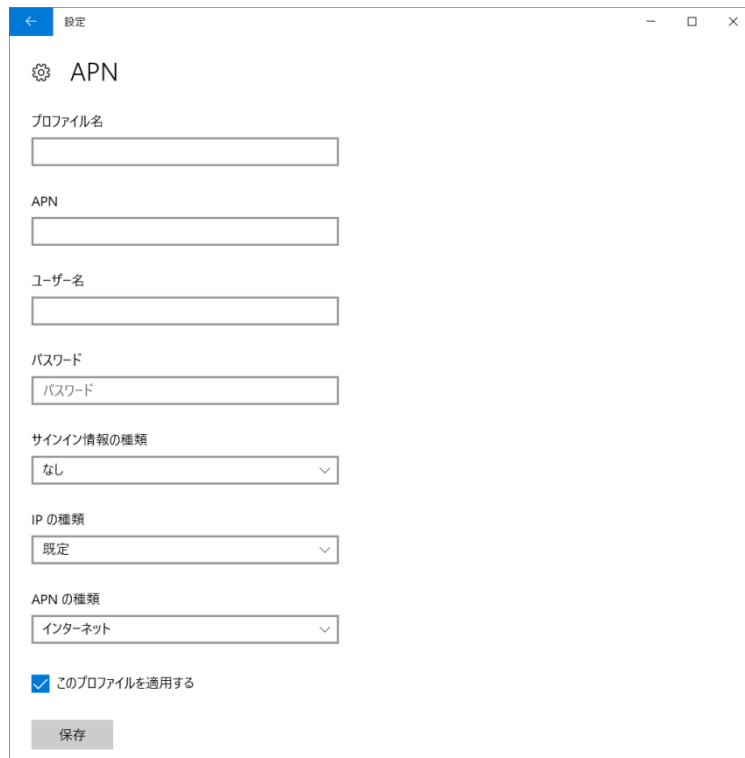 設定
APN
プロファイル名
APN
ユーザー名
パスワード
パスワード
サインイン情報の種類
なし
IP の種類
既定
APN の種類
インターネット
このプロファイルを適用する
保存